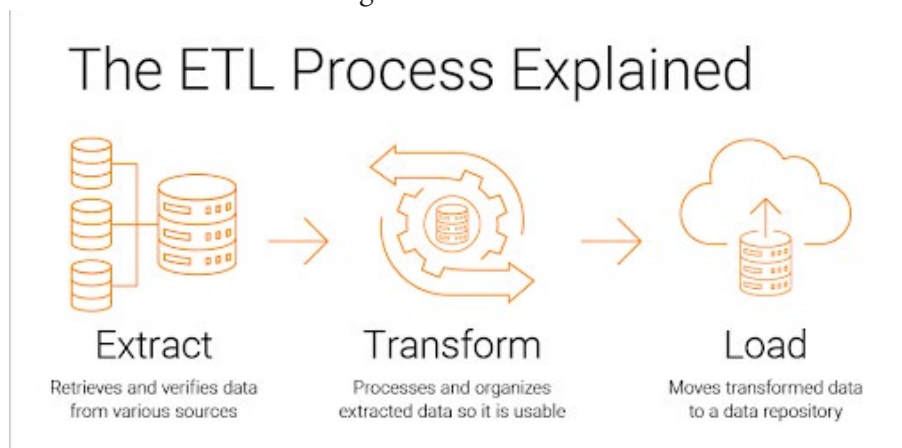 The ETL Process Explained
Extract
Retrieves and verifies data
from various sources
Transform
Processes and organizes
extracted data so it is usable
Load
Moves transformed data
to a data repository